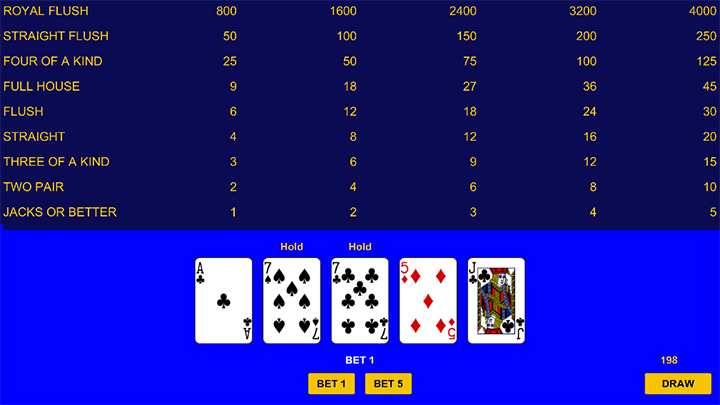 ROYAL FLUSH 800 1600 2400 3200 4000
STRAIGHT FLUSH 50 100 150 200 250
FOUR OF A KIND 25 50 75 100 125
FULL HOUSE 9 18 27 36 45
FLUSH 6 12 18 24 30
STRAIGHT 4 8 12 16 20
THREE OF A KIND 3 6 9 12 15
TWO PAIR 2 4 6 8 10
JACKS OR BETTER 1 2 3 4 5
Hold Hold
A 7 7 5 J
A 7 7 5 J
BET 1 198
BET 1 BET 5 DRAW